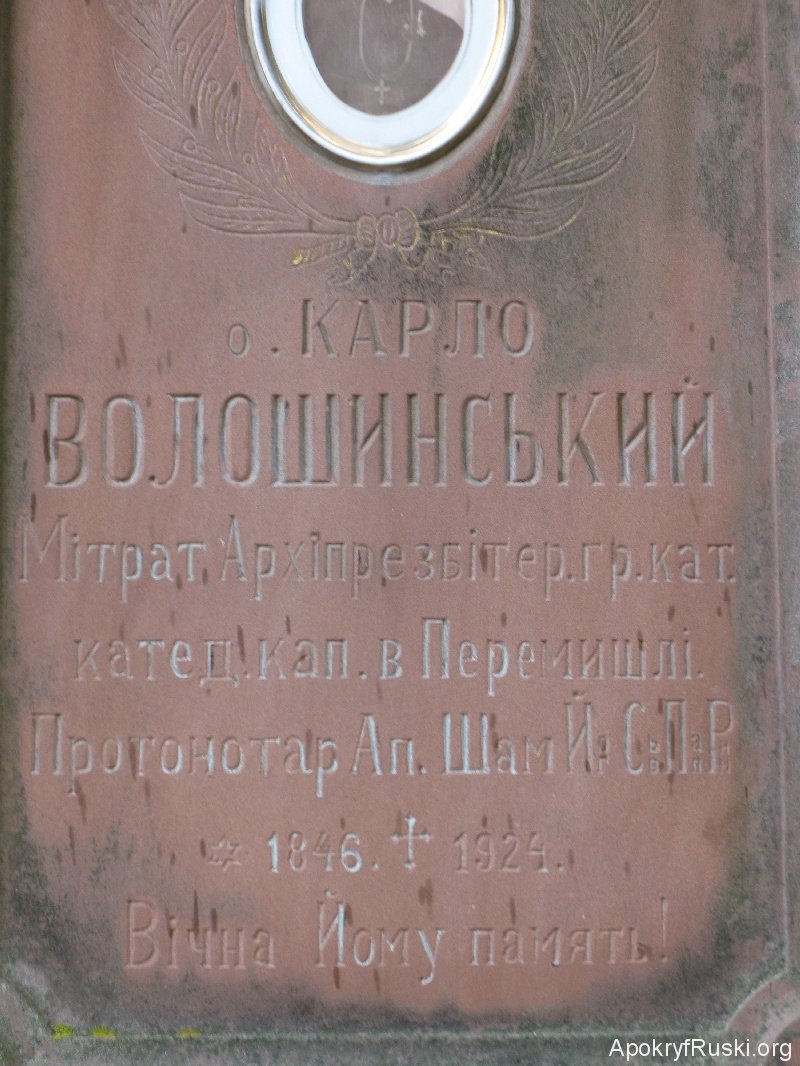 о. КАРЛО
ВОЛОШИНСЬКИЙ
Мітрат. Архіпрезбітер. гр. кат.
катед. кап. в Перемишлі.
Протонотар Ап. Шам
1846. 1924.
Вічна Йому память!
ApokryfRuski.org